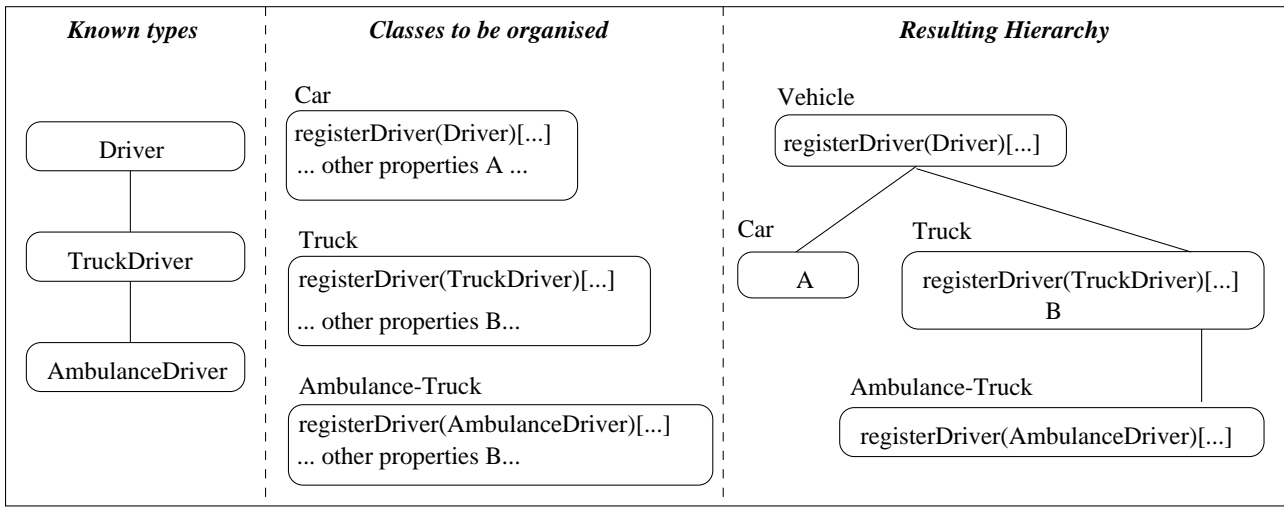 Known types
Driver
TruckDriver
AmbulanceDriver
Classes to be organised
Car
registerDriver(Driver)[...]
... other properties A ...
Truck
registerDriver(TruckDriver)[...]
... other properties B...
Ambulance-Truck
registerDriver(AmbulanceDriver)[...]
... other properties B...
Resulting Hierarchy
Vehicle
registerDriver(Driver)[...]
Car
A
Truck
registerDriver(TruckDriver)[...]
B
Ambulance-Truck
registerDriver(AmbulanceDriver)[...]